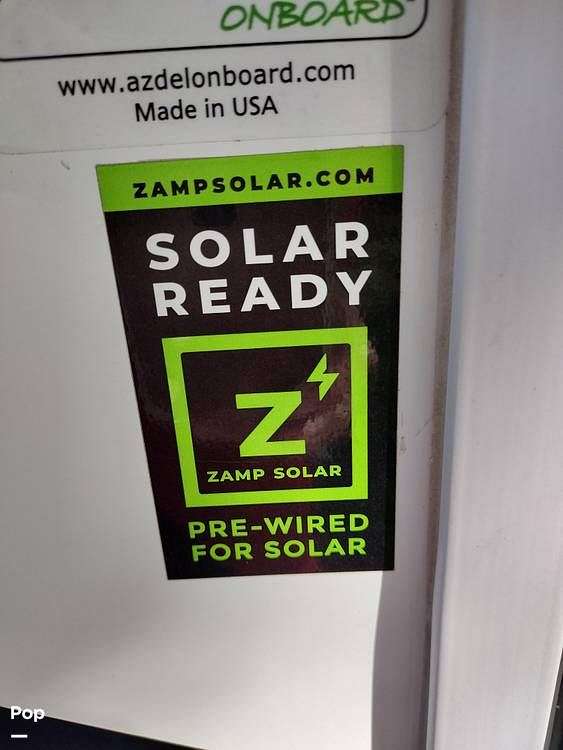 ONBOARD
www.azdelonboard.com
Made in USA
ZAMPSOLAR.COM
SOLAR
READY
Z
ZAMP SOLAR
PRE-WIRED
FOR SOLAR
Pop